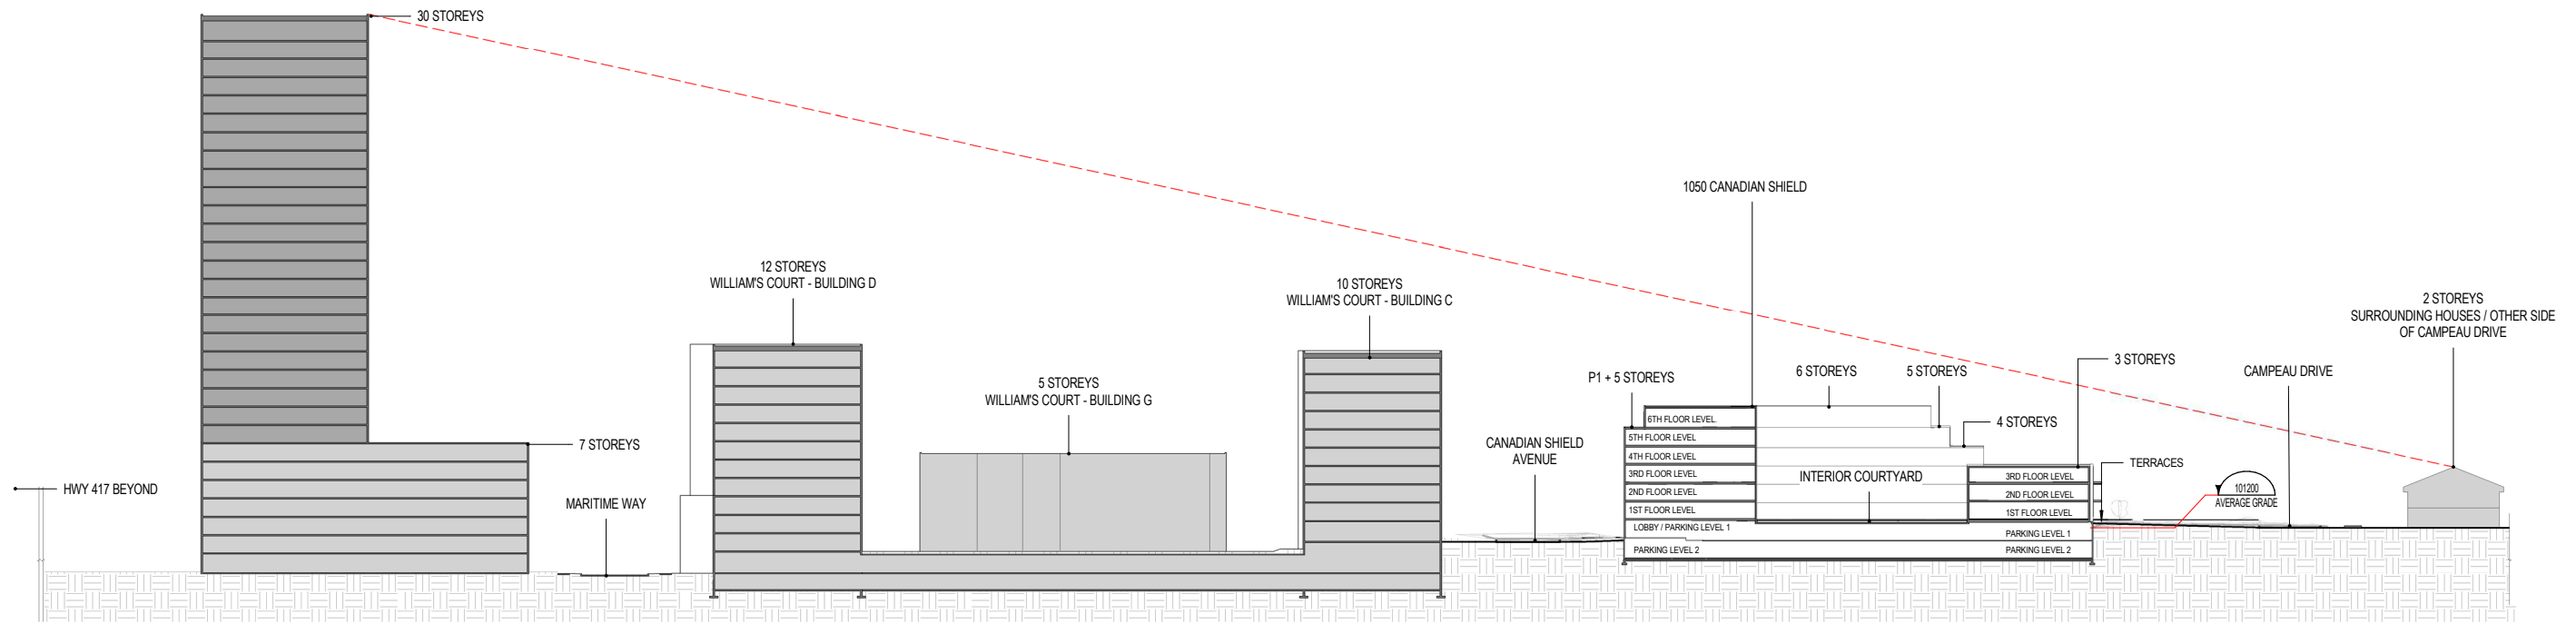 30 STOREYS
1050 CANADIAN SHIELD
12 STOREYS
WILLIAM'S COURT - BUILDING D
10 STOREYS
WILLIAM'S COURT - BUILDING C
2 STOREYS
SURROUNDING HOUSES / OTHER SIDE
OF CAMPEAU DRIVE
5 STOREYS
WILLIAM'S COURT - BUILDING G
P1 + 5 STOREYS
6 STOREYS
5 STOREYS
3 STOREYS
CAMPEAU DRIVE
4 STOREYS
7 STOREYS
CANADIAN SHIELD
AVENUE
6TH FLOOR LEVEL
5TH FLOOR LEVEL
4TH FLOOR LEVEL
3RD FLOOR LEVEL
2ND FLOOR LEVEL
1ST FLOOR LEVEL
LOBBY / PARKING LEVEL 1
PARKING LEVEL 2
INTERIOR COURTYARD
3RD FLOOR LEVEL
2ND FLOOR LEVEL
1ST FLOOR LEVEL
PARKING LEVEL 1
PARKING LEVEL 2
TERRACES
101200
AVERAGE GRADE
HWY 417 BEYOND
MARITIME WAY